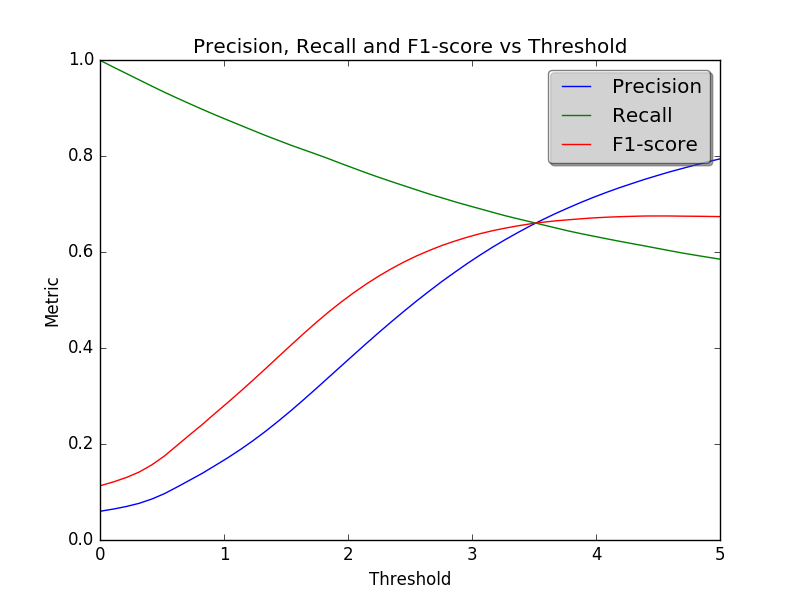 Precision, Recall and F1-score vs Threshold
1.0
0.8
0.6
0.4
0.2
0.0
Metric
Precision
Recall
F1-score
0 1 2 3 4 5
Threshold